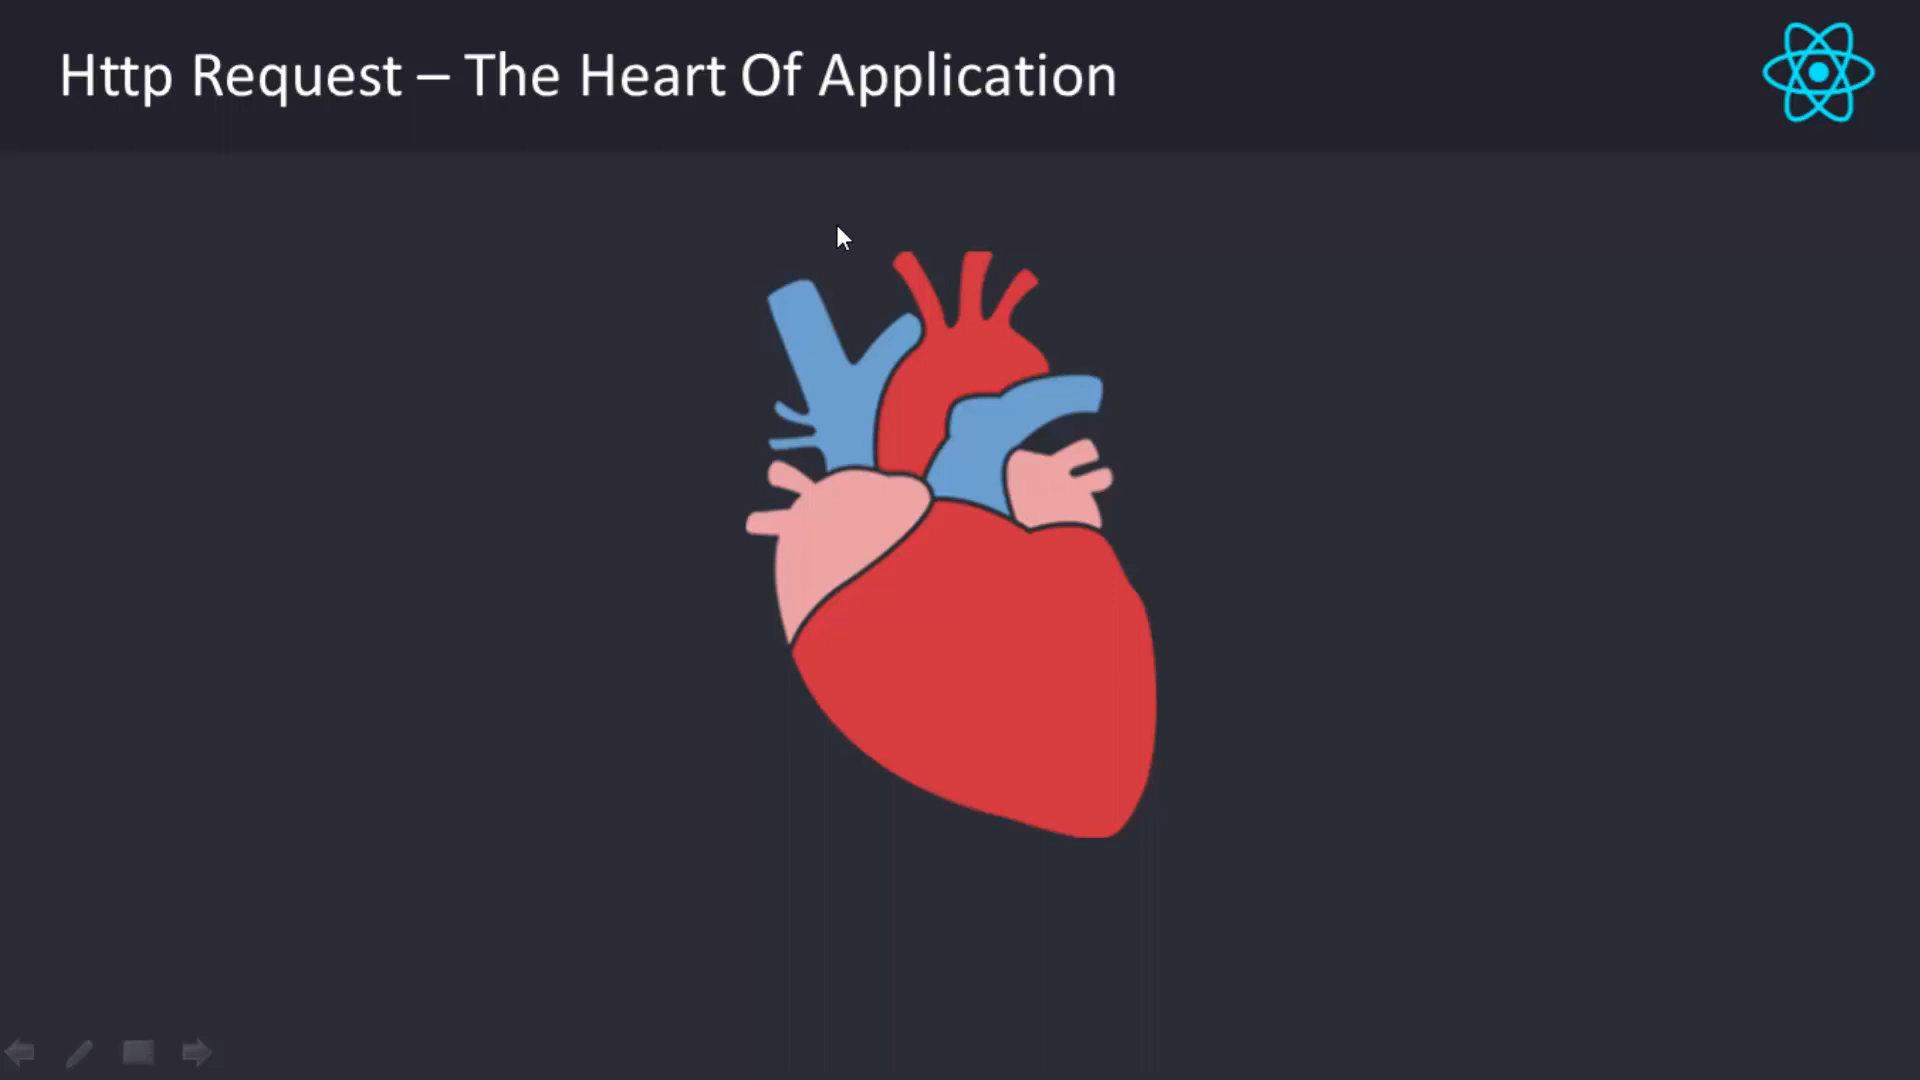 Http Request – The Heart Of Application